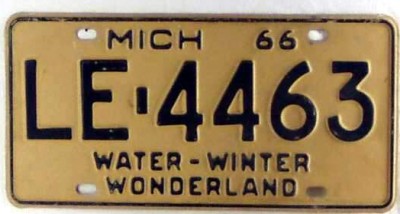 MICH 66
LE-4463
WATER-WINTER
WONDERLAND